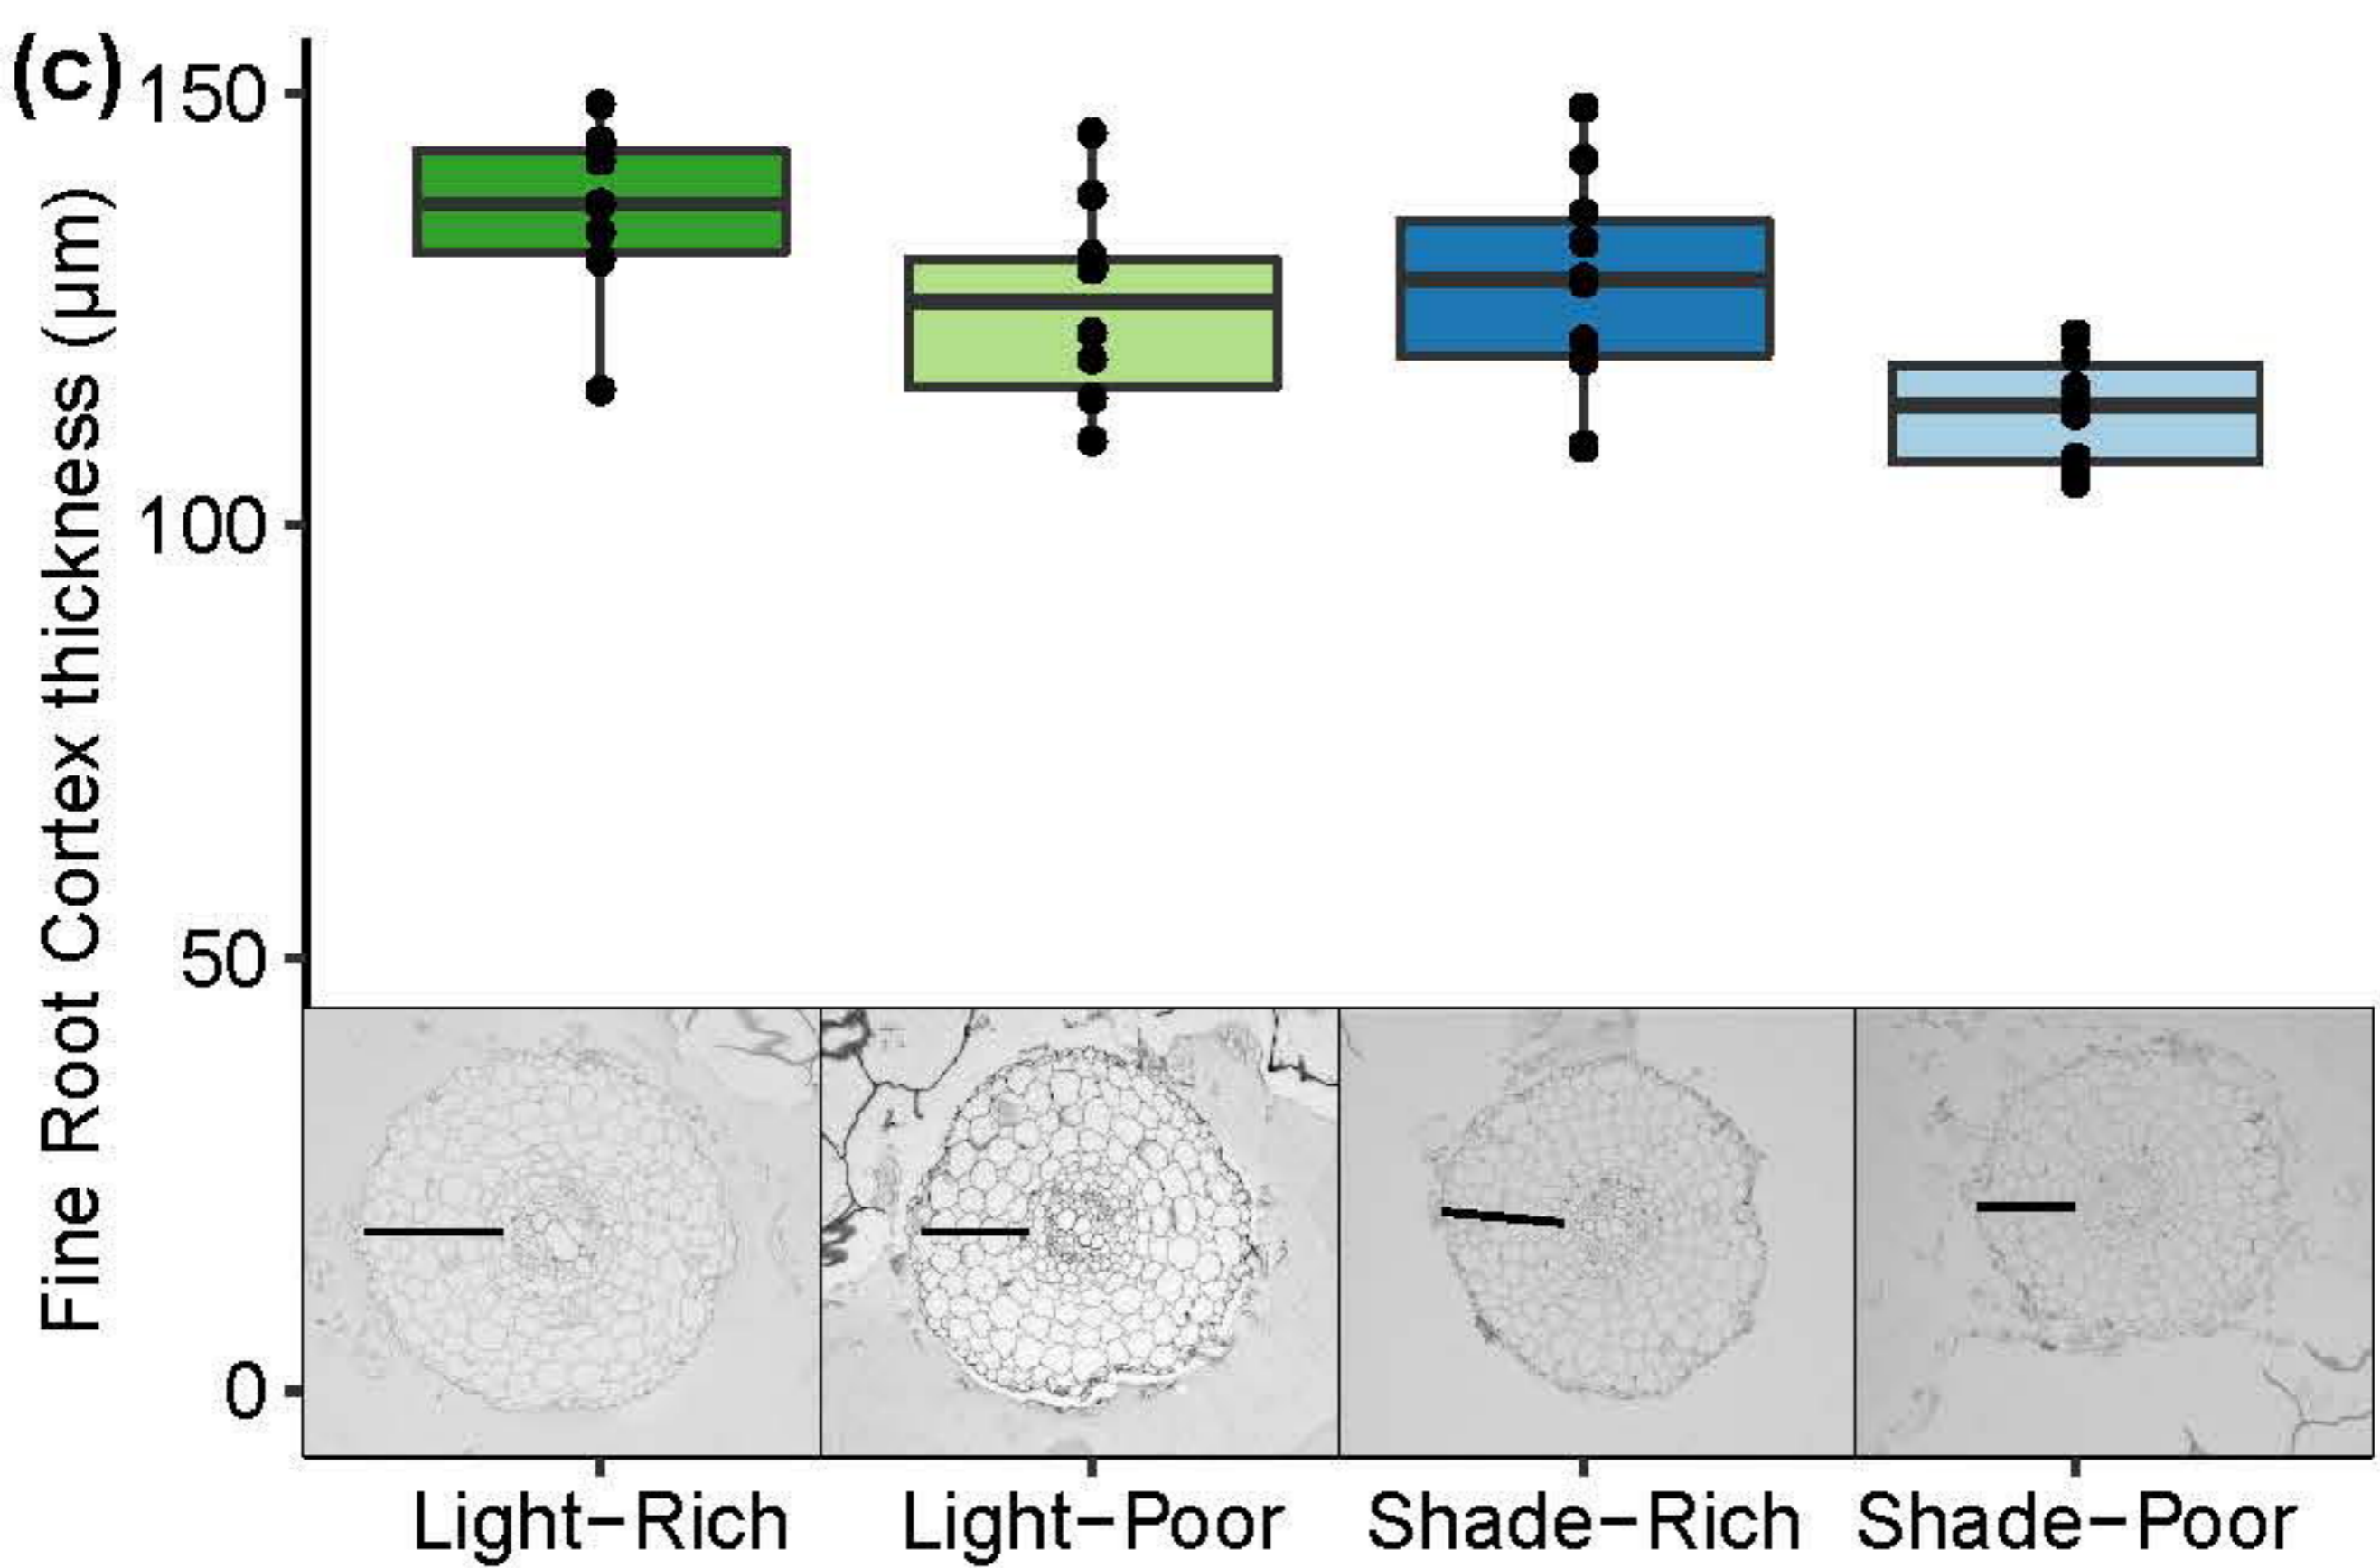 (c)
150
100
50
0
Fine Root Cortex thickness (μm)
Light-Rich
Light-Poor
Shade-Rich
Shade-Poor